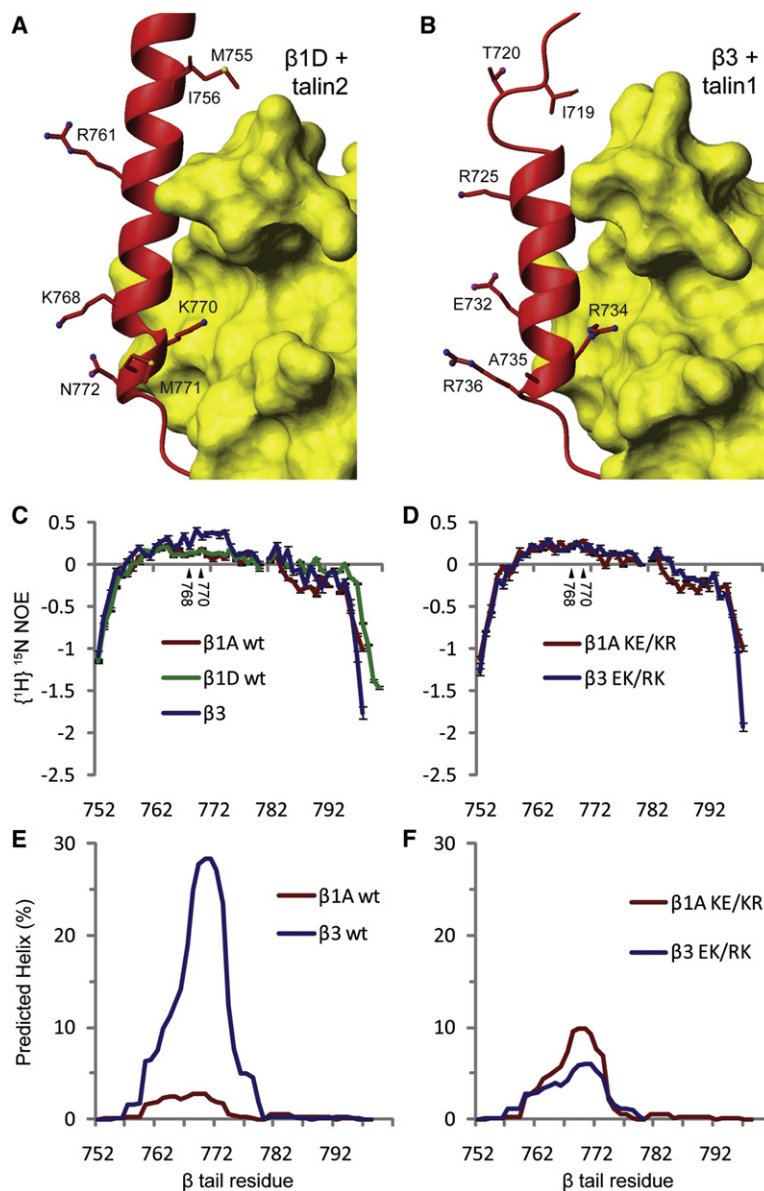 A
β1D +
talin2
M755
I756
R761
K768
K770
N772
M771
B
β3 +
talin1
T720
I719
R725
E732
R734
A735
R736
C
{¹H} ¹⁵N NOE
0.5
0
-0.5
-1
-1.5
-2
-2.5
768
770
β1A wt
β1D wt
β3
752
762
772
782
792
D
0.5
0
-0.5
-1
-1.5
-2
-2.5
768
770
β1A KE/KR
β3 EK/RK
752
762
772
782
792
E
Predicted Helix (%)
30
20
10
0
β1A wt
β3 wt
752
762
772
782
792
β tail residue
F
30
20
10
0
β1A KE/KR
β3 EK/RK
752
762
772
782
792
β tail residue